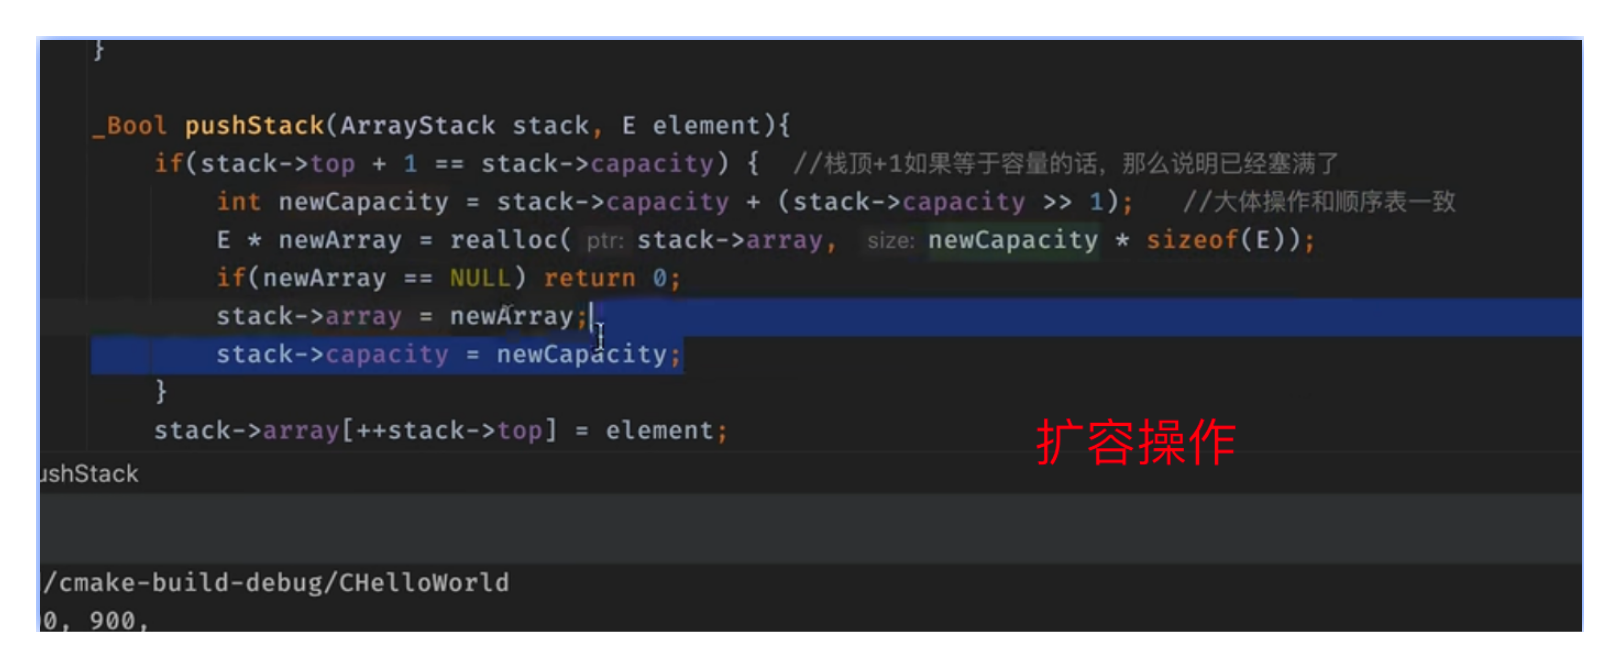 }
_Bool pushStack(ArrayStack stack, E element){
if(stack->top + 1 == stack->capacity) { //栈顶+1如果等于容量的话，那么说明已经塞满了
int newCapacity = stack->capacity + (stack->capacity >> 1); //大体操作和顺序表一致
E * newArray = realloc( ptr: stack->array, size: newCapacity * sizeof(E));
if(newArray == NULL) return 0;
stack->array = newArray;
stack->capacity = newCapacity;
}
stack->array[++stack->top] = element;
扩容操作
ushStack
/cmake-build-debug/CHelloWorld
0, 900,